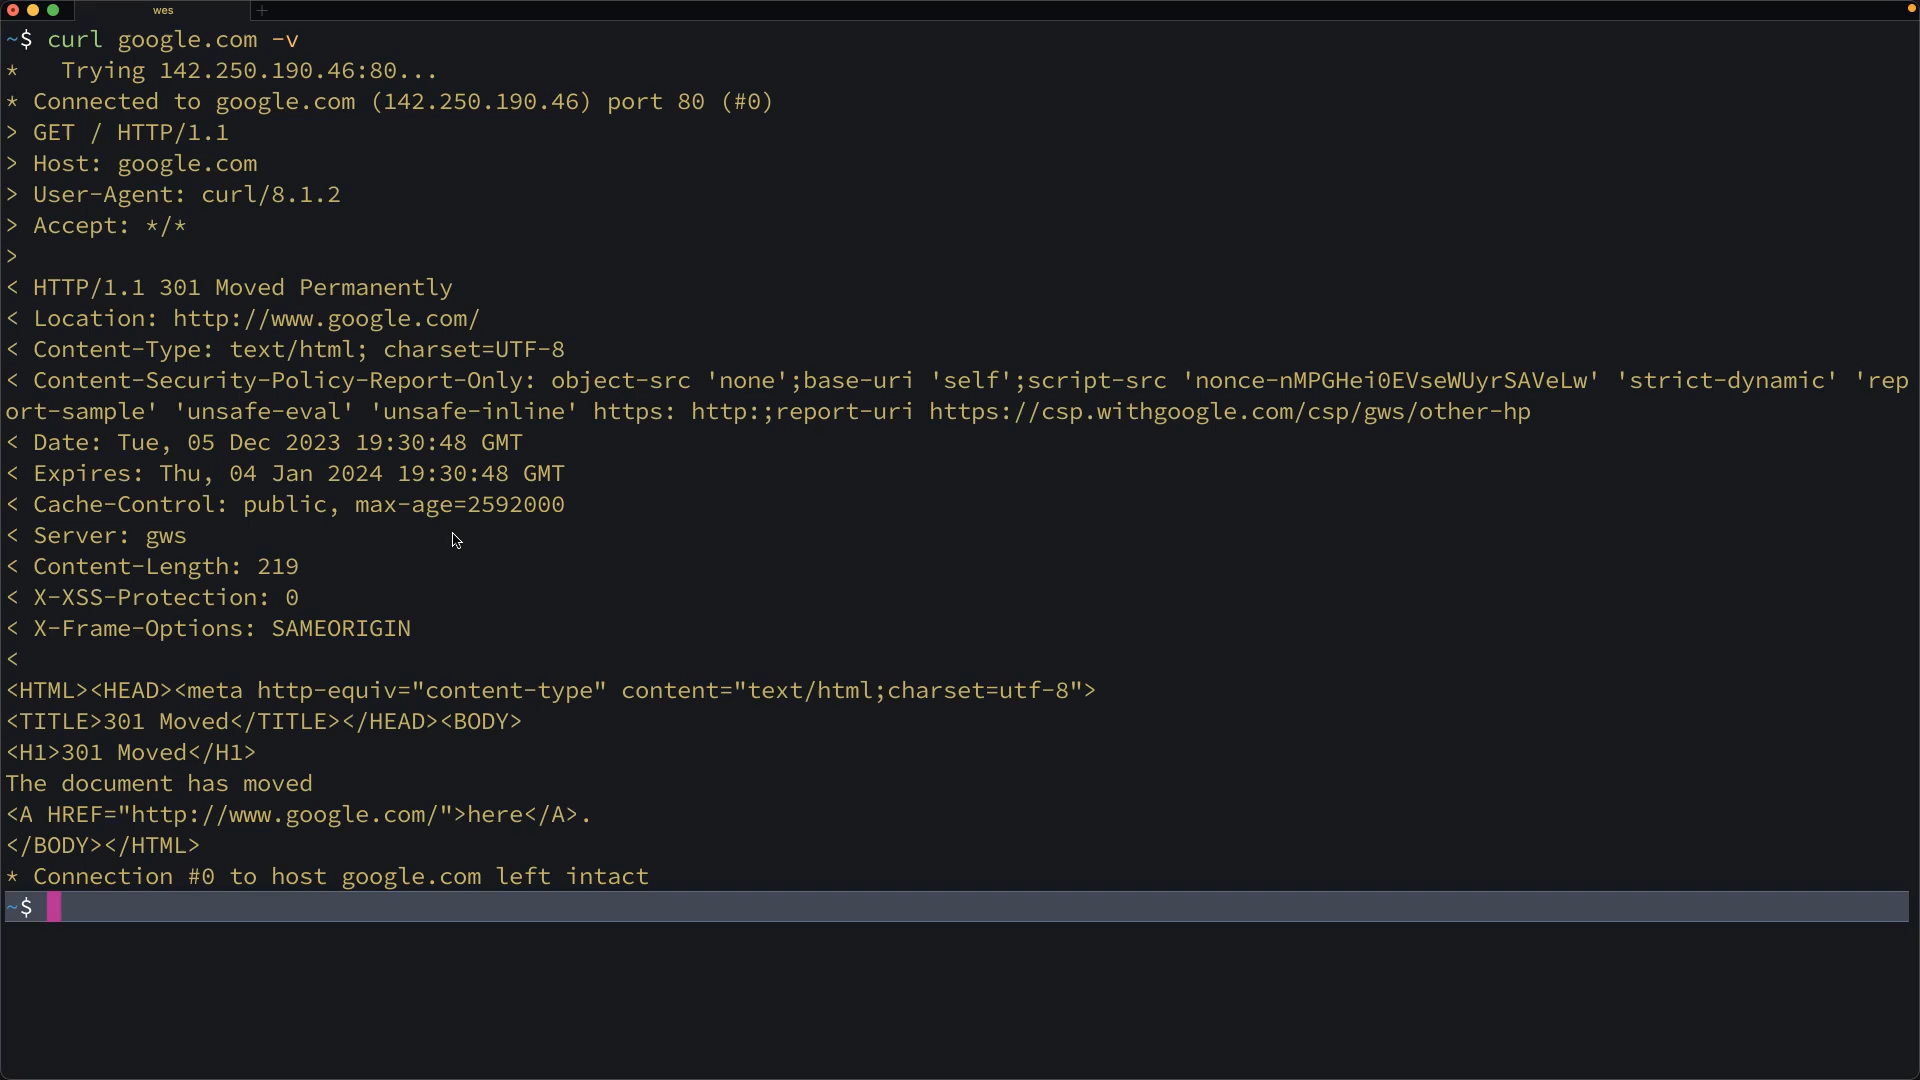 wes
~$ curl google.com -v
*   Trying 142.250.190.46:80...
* Connected to google.com (142.250.190.46) port 80 (#0)
> GET / HTTP/1.1
> Host: google.com
> User-Agent: curl/8.1.2
> Accept: */*
>
< HTTP/1.1 301 Moved Permanently
< Location: http://www.google.com/
< Content-Type: text/html; charset=UTF-8
< Content-Security-Policy-Report-Only: object-src 'none';base-uri 'self';script-src 'nonce-nMPGHei0EVseWUyrSAVeLw' 'strict-dynamic' 'rep
ort-sample' 'unsafe-eval' 'unsafe-inline' https: http:;report-uri https://csp.withgoogle.com/csp/gws/other-hp
< Date: Tue, 05 Dec 2023 19:30:48 GMT
< Expires: Thu, 04 Jan 2024 19:30:48 GMT
< Cache-Control: public, max-age=2592000
< Server: gws
< Content-Length: 219
< X-XSS-Protection: 0
< X-Frame-Options: SAMEORIGIN
<
<HTML><HEAD><meta http-equiv="content-type" content="text/html;charset=utf-8">
<TITLE>301 Moved</TITLE></HEAD><BODY>
<H1>301 Moved</H1>
The document has moved
<A HREF="http://www.google.com/">here</A>.
</BODY></HTML>
* Connection #0 to host google.com left intact
~$